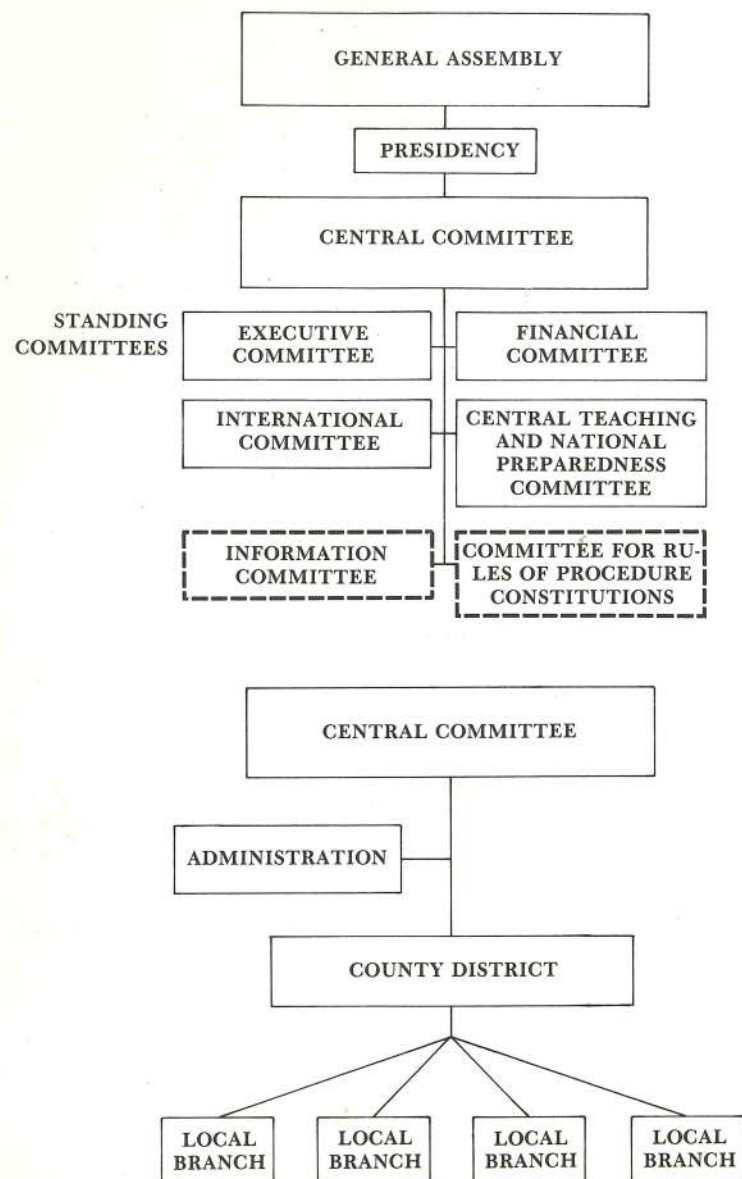 GENERAL ASSEMBLY
PRESIDENCY
CENTRAL COMMITTEE
STANDING
COMMITTEES
EXECUTIVE
COMMITTEE
FINANCIAL
COMMITTEE
INTERNATIONAL
COMMITTEE
CENTRAL TEACHING
AND NATIONAL
PREPAREDNESS
COMMITTEE
INFORMATION
COMMITTEE
COMMITTEE FOR RU-
LES OF PROCEDURE
CONSTITUTIONS
CENTRAL COMMITTEE
ADMINISTRATION
COUNTY DISTRICT
LOCAL
BRANCH
LOCAL
BRANCH
LOCAL
BRANCH
LOCAL
BRANCH